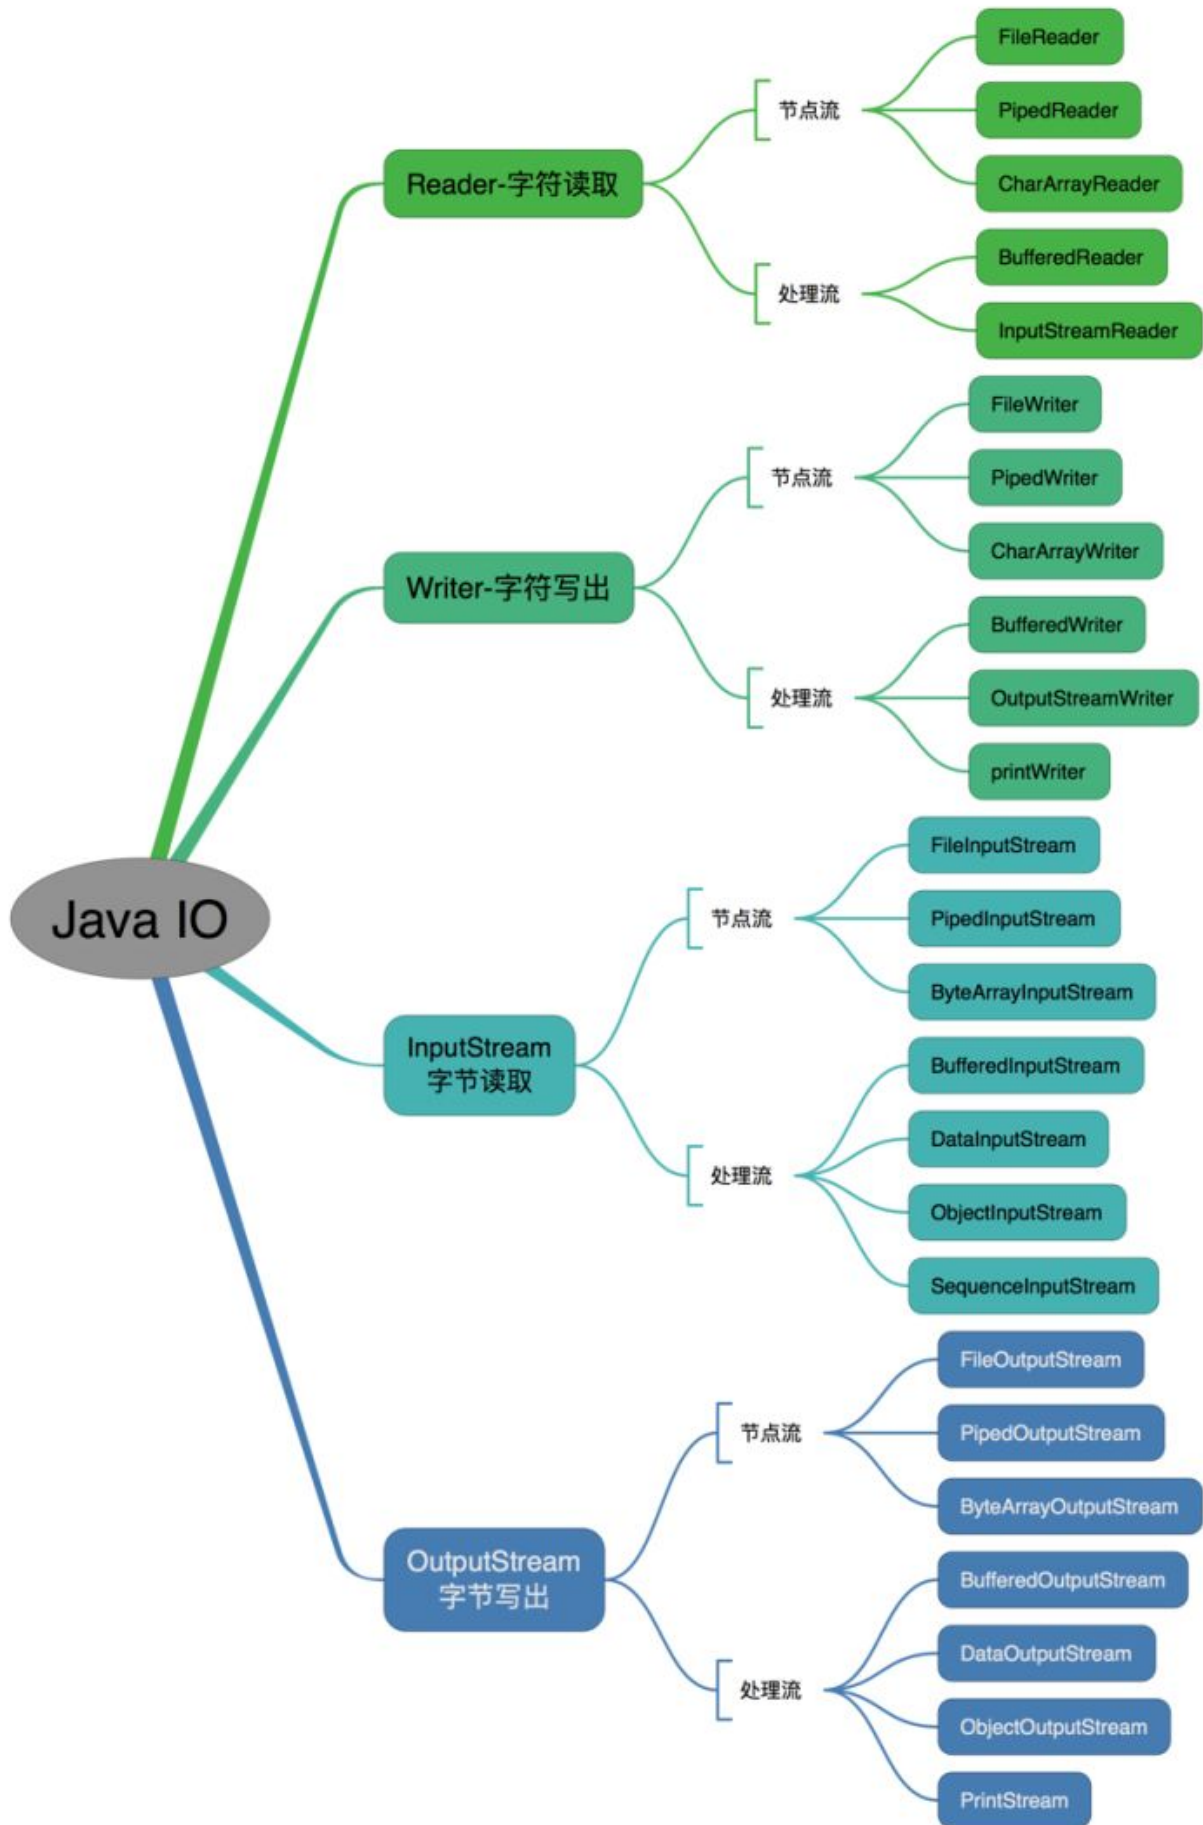 Java IO
Reader-字符读取
节点流
FileReader
PipedReader
CharArrayReader
处理流
BufferedReader
InputStreamReader
Writer-字符写出
节点流
FileWriter
PipedWriter
CharArrayWriter
处理流
BufferedWriter
OutputStreamWriter
printWriter
InputStream
字节读取
节点流
FileInputStream
PipedInputStream
ByteArrayInputStream
处理流
BufferedInputStream
DataInputStream
ObjectInputStream
SequenceInputStream
OutputStream
字节写出
节点流
FileOutputStream
PipedOutputStream
ByteArrayOutputStream
处理流
BufferedOutputStream
DataOutputStream
ObjectOutputStream
PrintStream